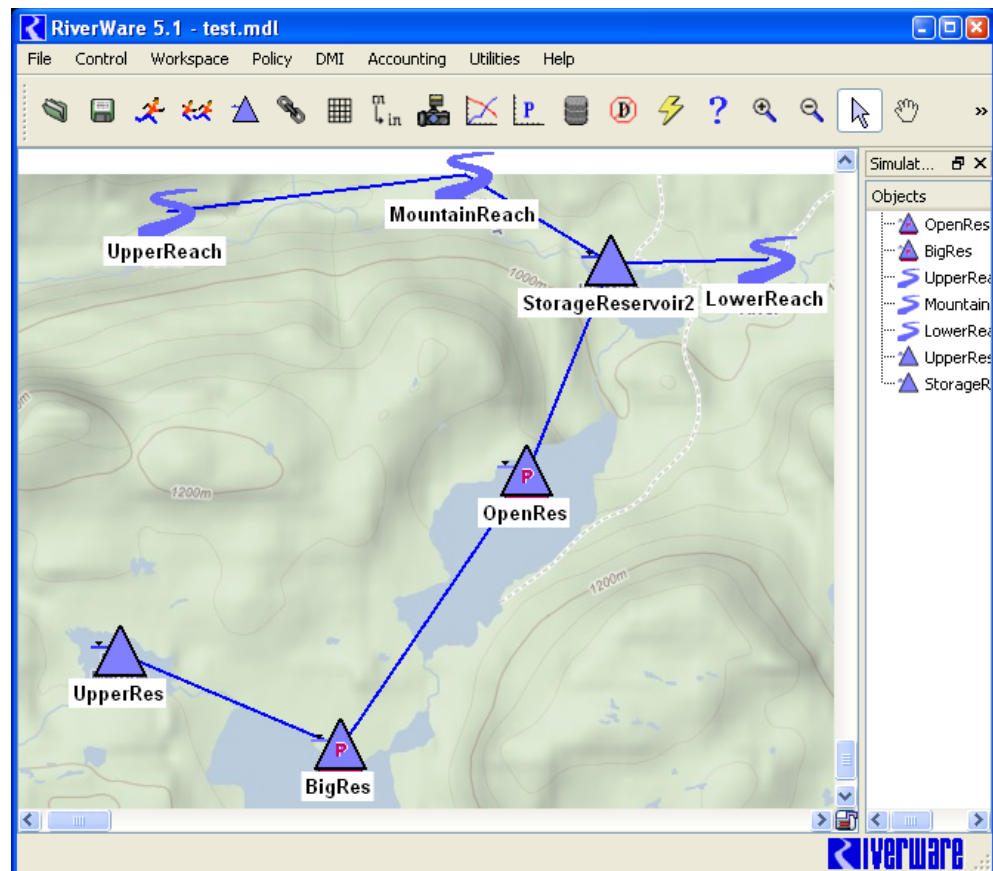 RiverWare 5.1 - test.mdl
File Control Workspace Policy DMI Accounting Utilities Help
m in P D ?
»
Simulat...
Objects
OpenRes
BigRes
UpperRea
Mountain
LowerRea
UpperRes
StorageR
MountainReach
UpperReach
1000m
StorageReservoir2
LowerReach
1200m
P
OpenRes
1200m
UpperRes
P
BigRes
RIVERWARE